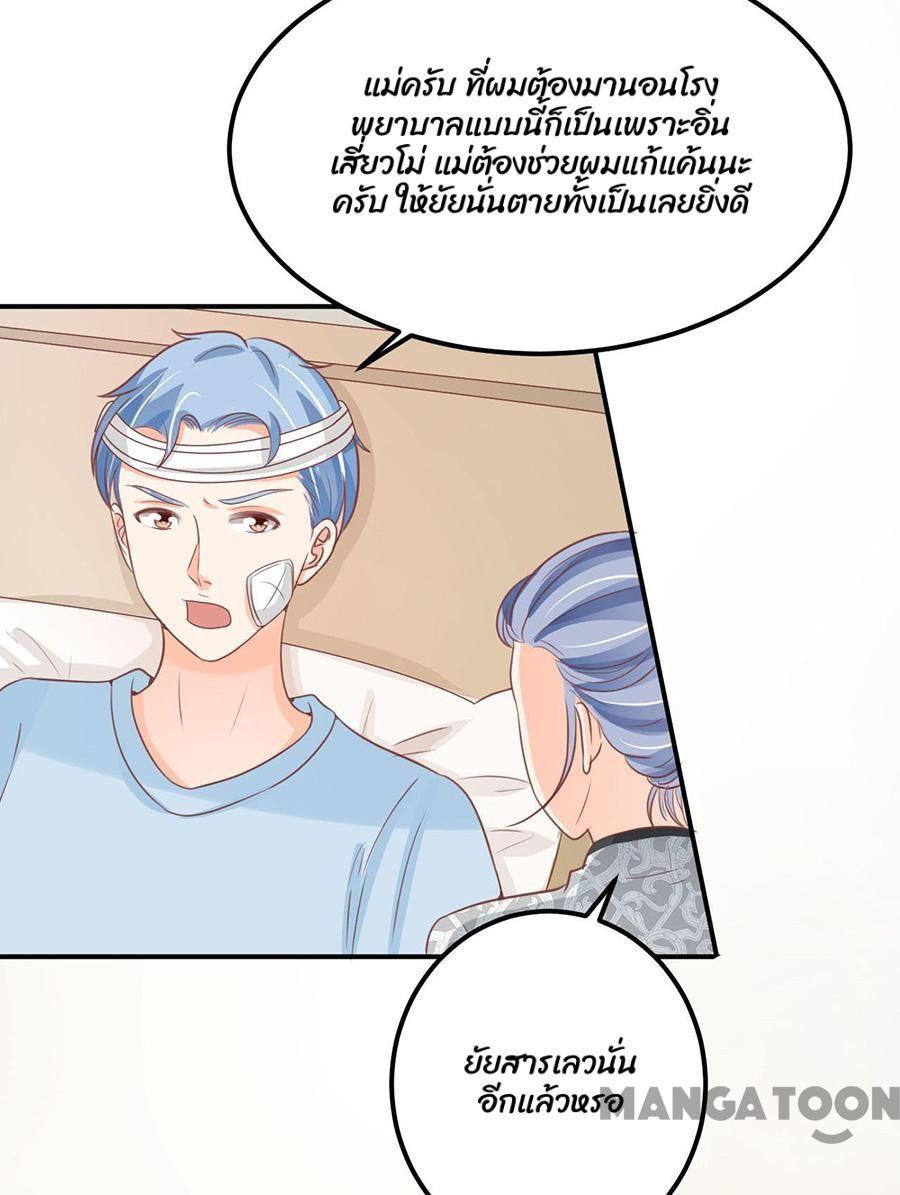 แม่ครับ ที่ผมต้องมานอนโรง
พยาบาลแบบนี้ก็เป็นเพราะอิ่น
เสี่ยวโม่ แม่ต้องช่วยผมแก้แค้นนะ
ครับ ให้ยัยนั่นตายทั้งเป็นเลยยิ่งดี
ยัยสารเลวนั่น
อีกแล้วหรอ
MANGATOON